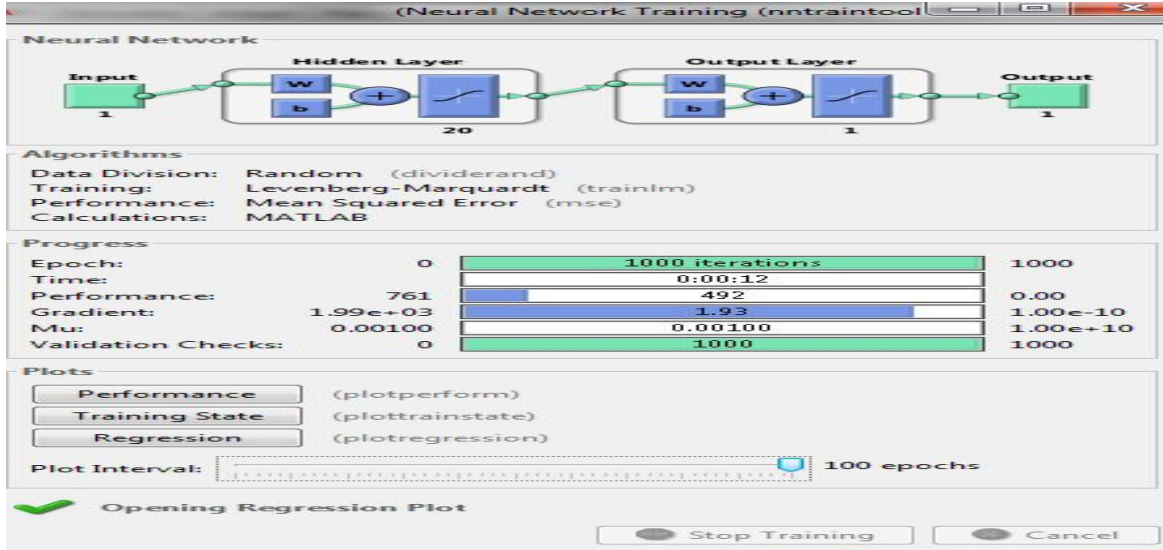 (Neural Network Training (nntraintool
Neural Network
Hidden Layer Output Layer
Input Output
W W
b b
1 20 1 1
Algorithms
Data Division: Random (dividerand)
Training: Levenberg-Marquardt (trainlm)
Performance: Mean Squared Error (mse)
Calculations: MATLAB
Progress
Epoch: 0 1000 iterations 1000
Time: 0:00:12
Performance: 761 492 0.00
Gradient: 1.99e+03 1.93 1.00e-10
Mu: 0.00100 0.00100 1.00e+10
Validation Checks: 0 1000 1000
Plots
Performance (plotperform)
Training State (plottrainstate)
Regression (plotregression)
Plot Interval: 100 epochs
Opening Regression Plot
Stop Training Cancel